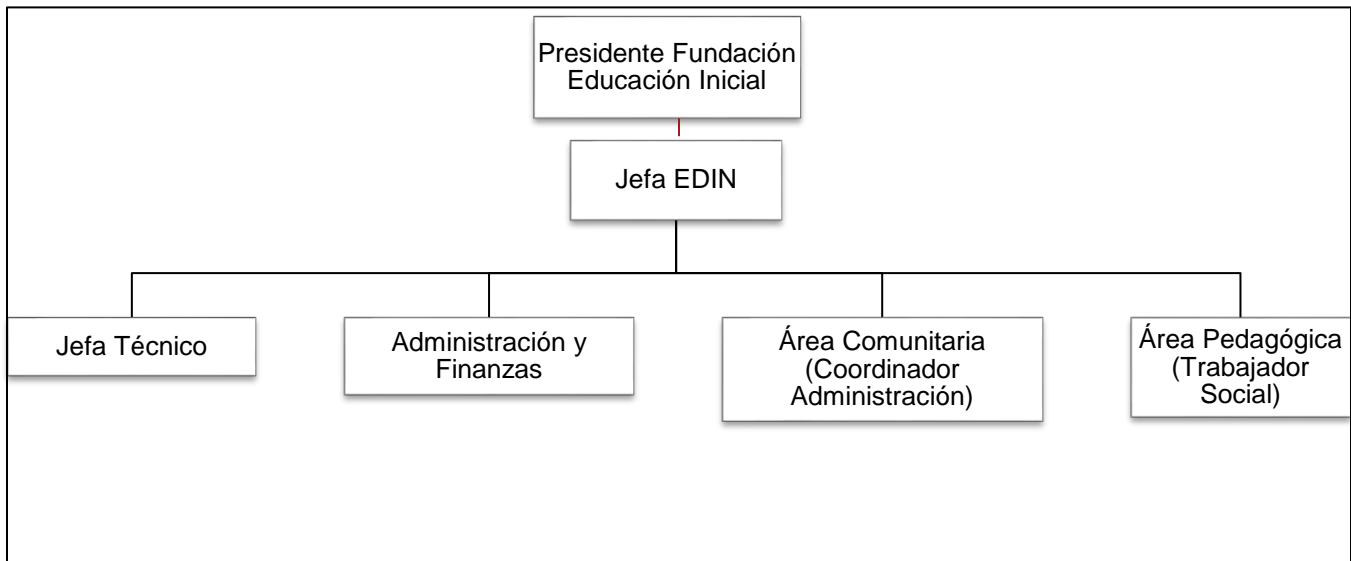 Presidente Fundación
Educación Inicial
Jefa EDIN
Jefa Técnico
Administración y
Finanzas
Área Comunitaria
(Coordinador
Administración)
Área Pedagógica
(Trabajador
Social)